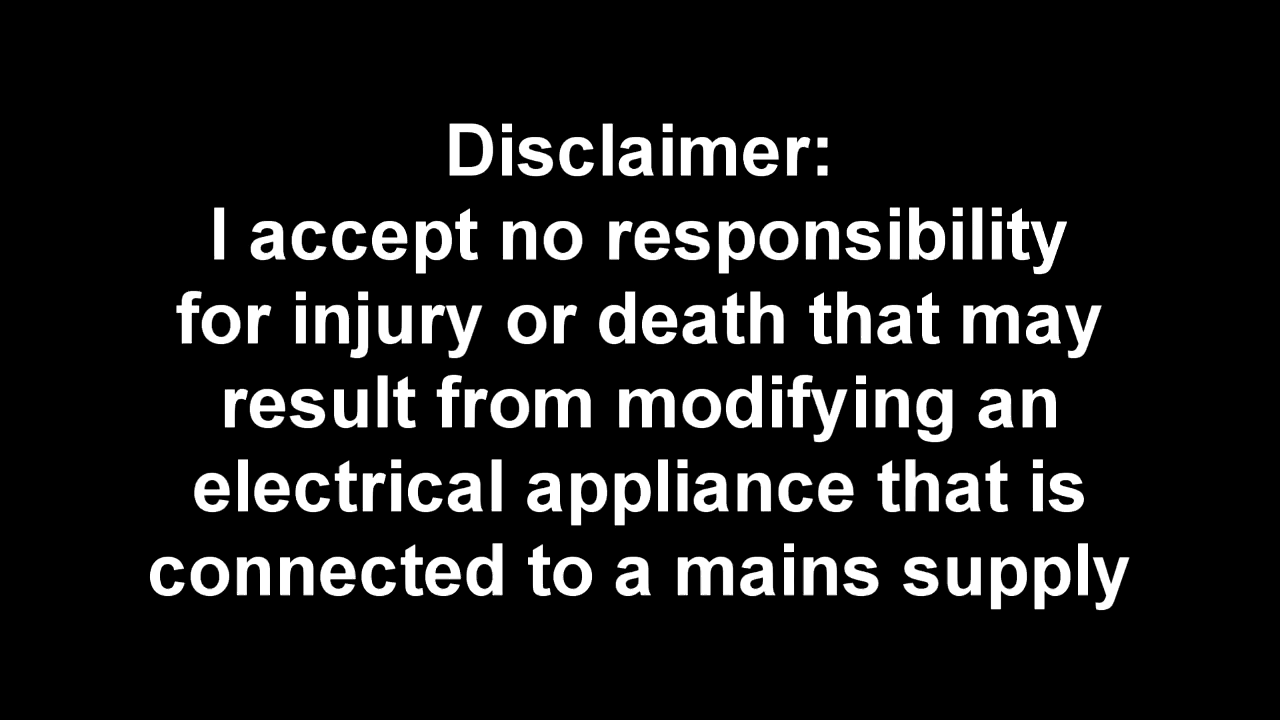 Disclaimer:
I accept no responsibility
for injury or death that may
result from modifying an
electrical appliance that is
connected to a mains supply